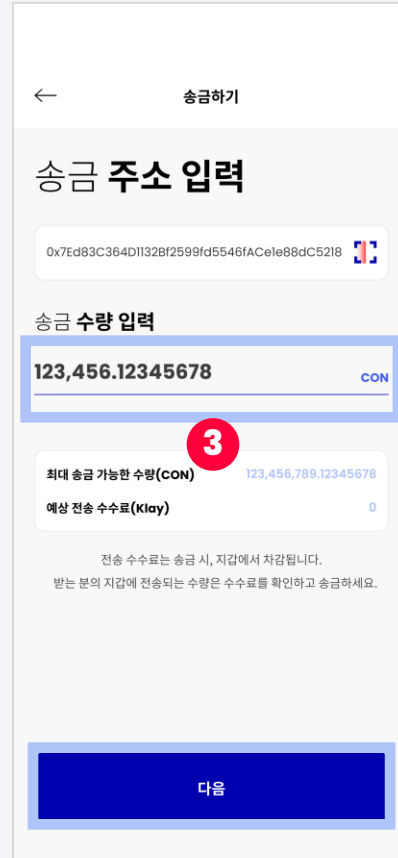 송금하기
송금 주소 입력
0x7Ed83C364D1132Bf2599fd5546fACe1e88dC5218
송금 수량 입력
123,456.12345678 CON
3
최대 송금 가능한 수량(CON) 123,456,789.12345678
예상 전송 수수료(Klay) 0
전송 수수료는 송금 시, 지갑에서 차감됩니다.
받는 분의 지갑에 전송되는 수량은 수수료를 확인하고 송금하세요.
다음